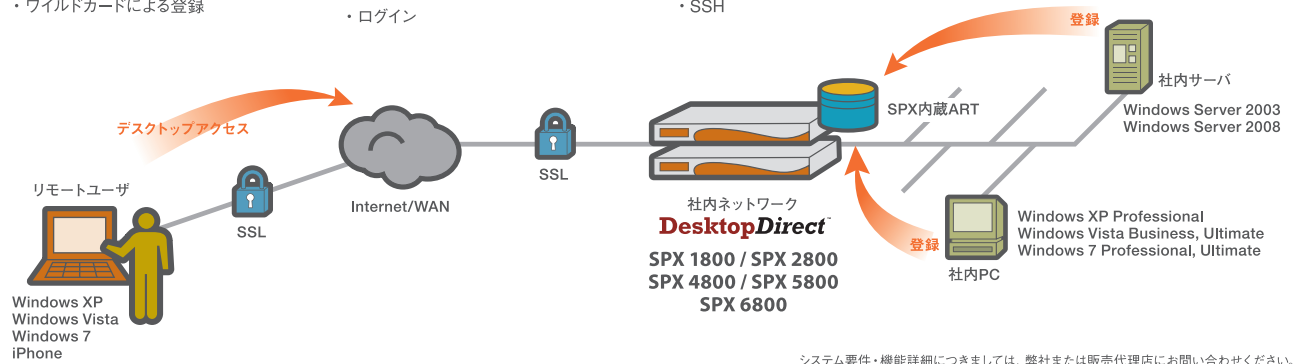 ・ワイルドカードによる登録
・ログイン
・SSH
登録
社内サーバ
Windows Server 2003
Windows Server 2008
SPX内蔵ART
デスクトップアクセス
リモートユーザ
SSL
Internet/WAN
SSL
社内ネットワーク
DesktopDirect™
SPX 1800 / SPX 2800
SPX 4800 / SPX 5800
SPX 6800
登録
Windows XP Professional
Windows Vista Business, Ultimate
Windows 7 Professional, Ultimate
社内PC
Windows XP
Windows Vista
Windows 7
iPhone
システム要件・機能詳細につきましては、弊社または販売代理店にお問い合わせください。